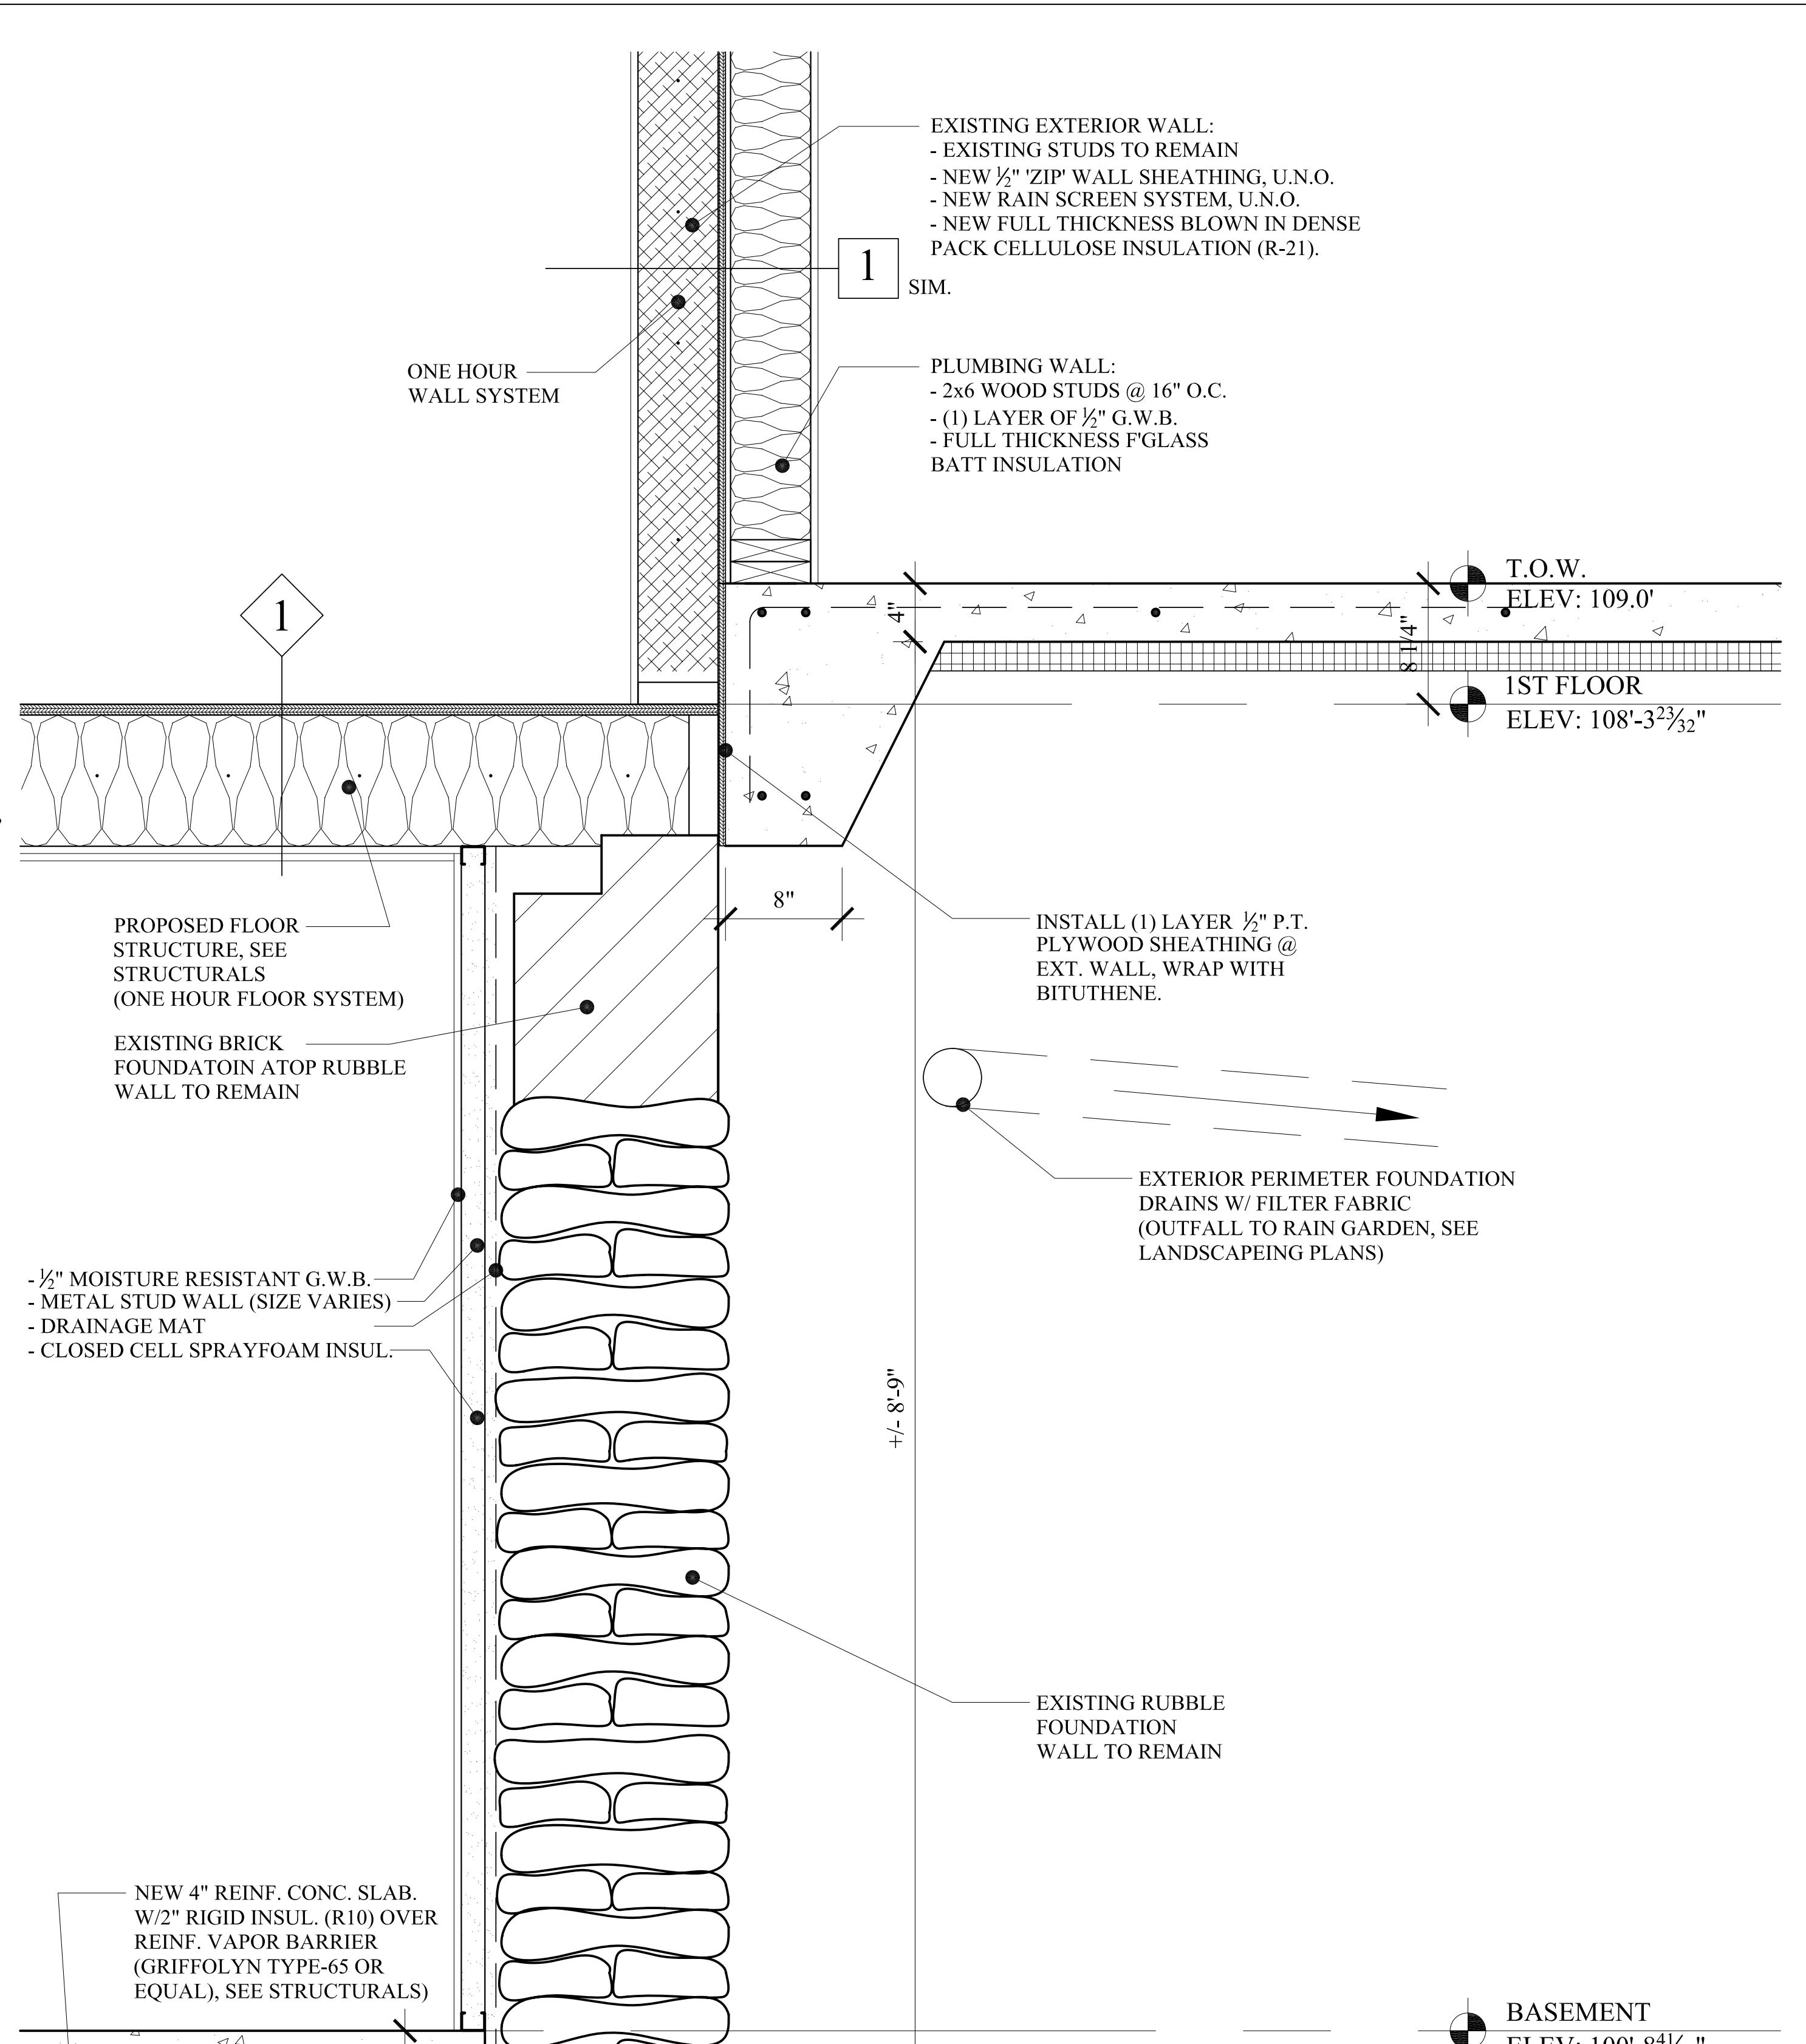 EXISTING EXTERIOR WALL:
- EXISTING STUDS TO REMAIN
- NEW ½" 'ZIP' WALL SHEATHING, U.N.O.
- NEW RAIN SCREEN SYSTEM, U.N.O.
- NEW FULL THICKNESS BLOWN IN DENSE
PACK CELLULOSE INSULATION (R-21).
1
SIM.
ONE HOUR
WALL SYSTEM
PLUMBING WALL:
- 2x6 WOOD STUDS @ 16" O.C.
- (1) LAYER OF ½" G.W.B.
- FULL THICKNESS F'GLASS
BATT INSULATION
1
4"
8 1/4"
T.O.W.
ELEV: 109.0'
1ST FLOOR
ELEV: 108'-3 23/32"
8"
PROPOSED FLOOR
STRUCTURE, SEE
STRUCTURALS
(ONE HOUR FLOOR SYSTEM)
EXISTING BRICK
FOUNDATOIN ATOP RUBBLE
WALL TO REMAIN
INSTALL (1) LAYER ½" P.T.
PLYWOOD SHEATHING @
EXT. WALL, WRAP WITH
BITUTHENE.
EXTERIOR PERIMETER FOUNDATION
DRAINS W/ FILTER FABRIC
(OUTFALL TO RAIN GARDEN, SEE
LANDSCAPEING PLANS)
- ½" MOISTURE RESISTANT G.W.B.
- METAL STUD WALL (SIZE VARIES)
- DRAINAGE MAT
- CLOSED CELL SPRAYFOAM INSUL.
+/- 8'-9"
EXISTING RUBBLE
FOUNDATION
WALL TO REMAIN
NEW 4" REINF. CONC. SLAB.
W/2" RIGID INSUL. (R10) OVER
REINF. VAPOR BARRIER
(GRIFFOLYN TYPE-65 OR
EQUAL), SEE STRUCTURALS)
BASEMENT
ELEV: 100'-8